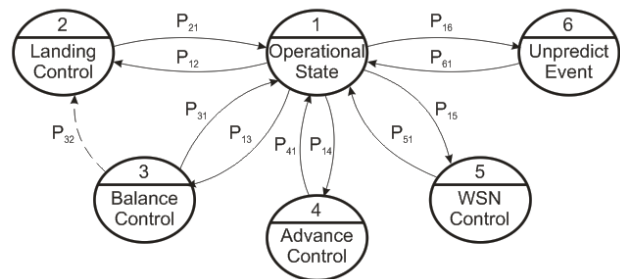 2
Landing
Control
P21
P12
1
Operational
State
P16
P61
6
Unpredict
Event
P32
P31
P13
P41
P14
P51
P15
3
Balance
Control
4
Advance
Control
5
WSN
Control